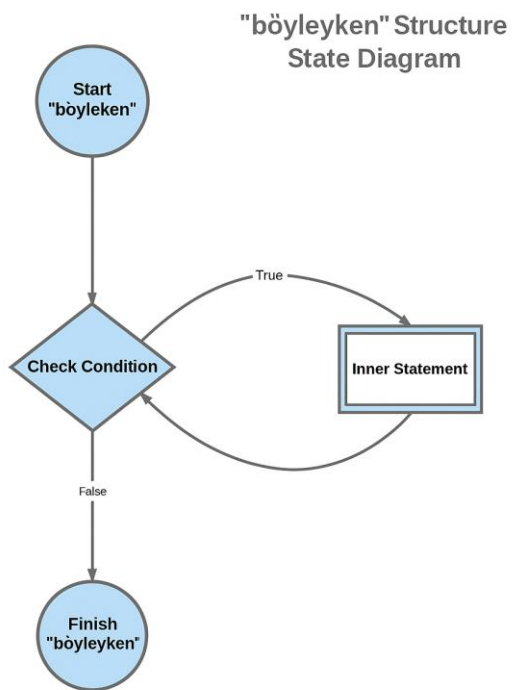 "böyleyken" Structure
State Diagram
Start
"bòyleken"
True
Check Condition
Inner Statement
False
Finish
"bòyleyken"